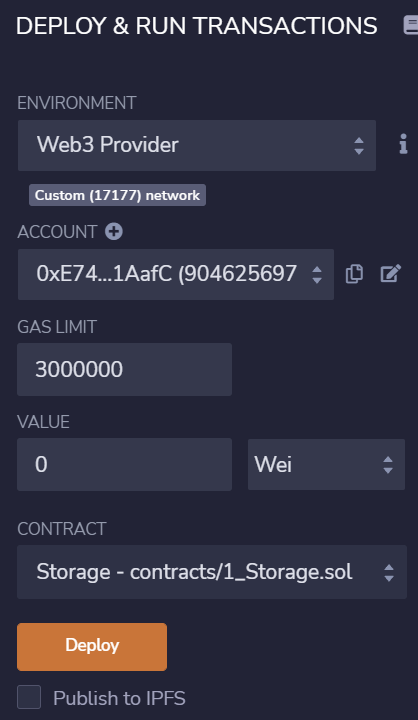 DEPLOY & RUN TRANSACTIONS
ENVIRONMENT
Web3 Provider
Custom (17177) network
ACCOUNT
0xE74...1AafC (904625697
GAS LIMIT
3000000
VALUE
0 Wei
CONTRACT
Storage - contracts/1_Storage.sol
Deploy
Publish to IPFS